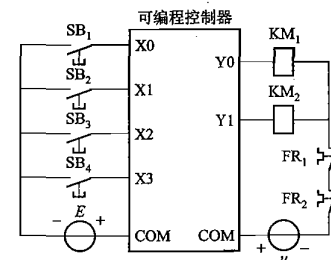 可编程控制器
SB₁ X0
SB₂ X1
SB₃ X2
SB₄ X3
E
- + COM
Y0 KM₁
Y1 KM₂
FR₁
FR₂
COM + -